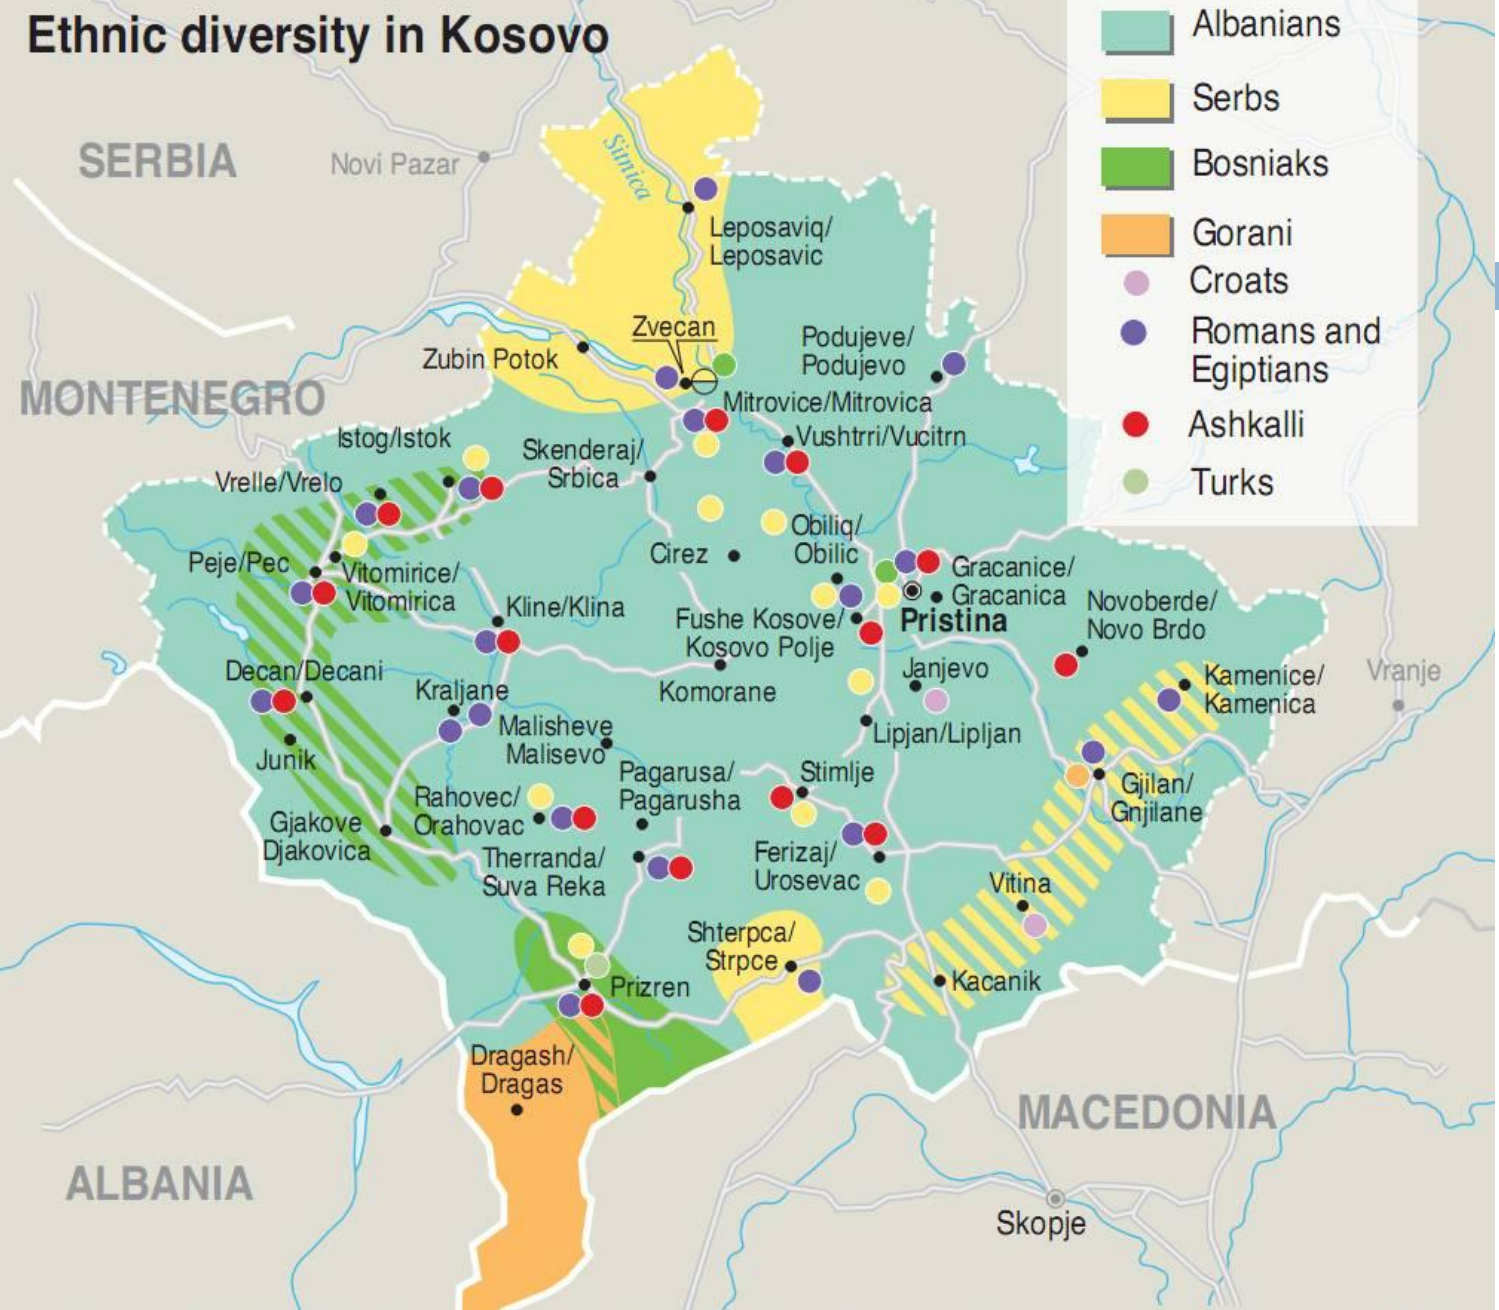 Ethnic diversity in Kosovo
Albanians
Serbs
Bosniaks
Gorani
Croats
Romans and
Egiptians
Ashkalli
Turks
SERBIA
Novi Pazar
Sitnica
Leposaviq/
Leposavic
Zvecan
Zubin Potok
Podujeve/
Podujevo
MONTENEGRO
Mitrovice/Mitrovica
Istog/Istok
Skenderaj/
Srbica
Vushtrri/Vucitrn
Vrelle/Vrelo
Obiliq/
Obilic
Cirez
Peje/Pec
Vitomirice/
Vitomirica
Gracanice/
Gracanica
Kline/Klina
Fushe Kosove/
Kosovo Polje
Pristina
Novoberde/
Novo Brdo
Decan/Decani
Kraljane
Komorane
Janjevo
Kamenice/
Kamenica
Vranje
Malisheve
Malisevo
Lipjan/Lipljan
Junik
Pagarusa/
Pagarusha
Stimlje
Rahovec/
Orahovac
Gjilan/
Gnjilane
Gjakove
Djakovica
Therranda/
Suva Reka
Ferizaj/
Urosevac
Vitina
Shterpca/
Strpce
Prizren
Kacanik
Dragash/
Dragas
MACEDONIA
ALBANIA
Skopje